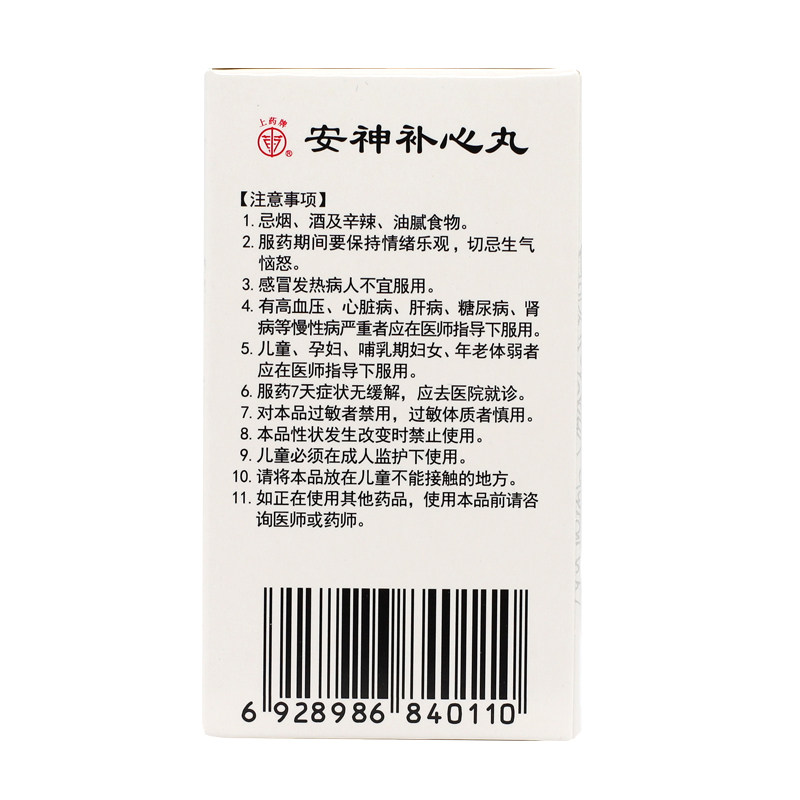 上药牌
®
安神补心丸
【注意事项】
1. 忌烟、酒及辛辣、油腻食物。
2. 服药期间要保持情绪乐观，切忌生气
恼怒。
3. 感冒发热病人不宜服用。
4. 有高血压、心脏病、肝病、糖尿病、肾
病等慢性病严重者应在医师指导下服用。
5. 儿童、孕妇、哺乳期妇女、年老体弱者
应在医师指导下服用。
6. 服药7天症状无缓解，应去医院就诊。
7. 对本品过敏者禁用，过敏体质者慎用。
8. 本品性状发生改变时禁止使用。
9. 儿童必须在成人监护下使用。
10. 请将本品放在儿童不能接触的地方。
11. 如正在使用其他药品，使用本品前请咨
询医师或药师。
6 928986 840110